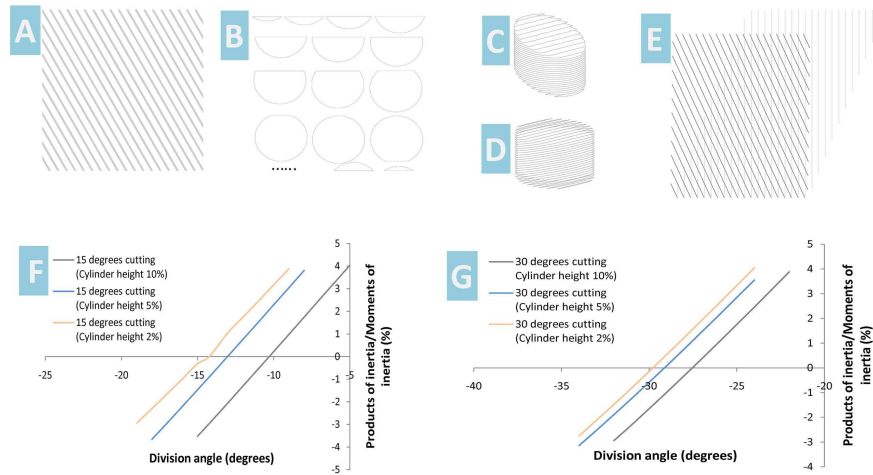 A
B
C
D
E
F
15 degrees cutting
(Cylinder height 10%)
15 degrees cutting
(Cylinder height 5%)
15 degrees cutting
(Cylinder height 2%)
5
4
3
2
1
0
-1
-2
-3
-4
-5
-25
-20
-15
-10
-5
Division angle (degrees)
Products of inertia/Moments of
inertia (%)
G
30 degrees cutting
Cylinder height 10%)
30 degrees cutting
(Cylinder height 5%)
30 degrees cutting
(Cylinder height 2%)
5
4
3
2
1
0
-1
-2
-3
-4
-40
-35
-30
-25
-20
Division angle (degrees)
Products of inertia/Moments of
inertia (%)